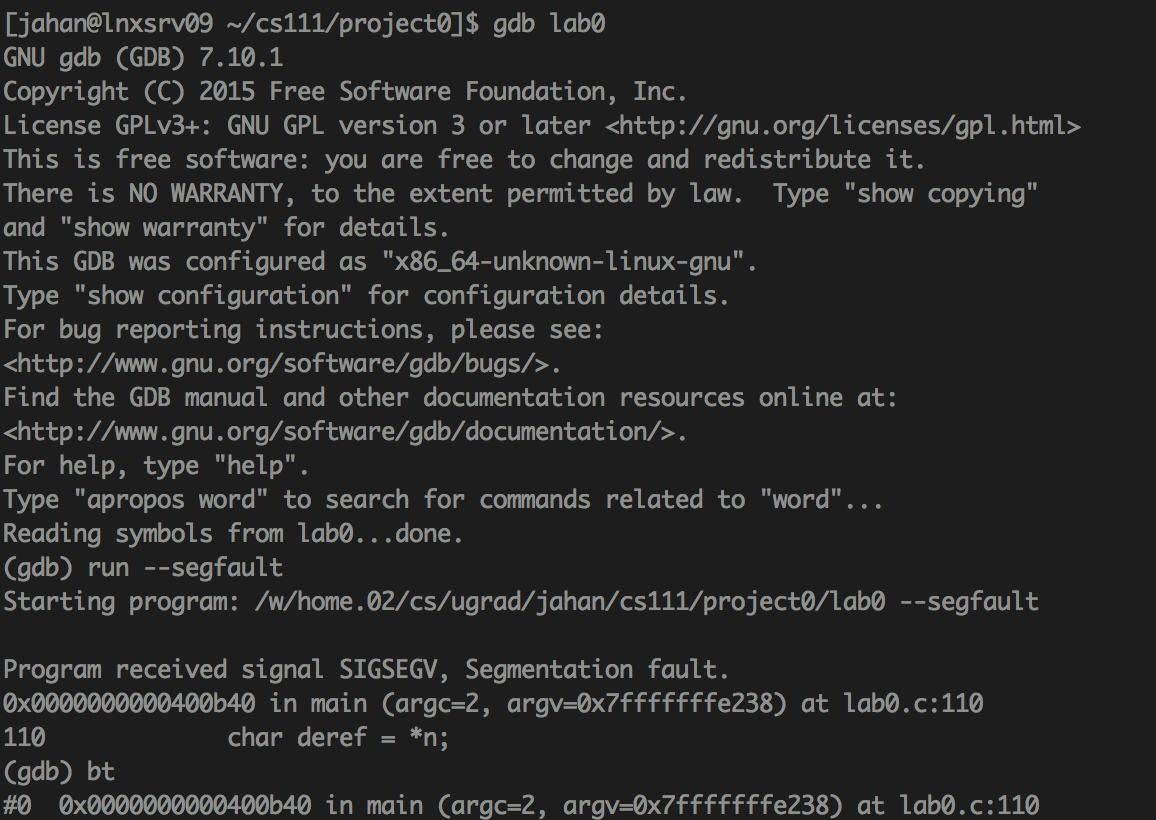 [jahan@lnxsrv09 ~/cs111/project0]$ gdb lab0
GNU gdb (GDB) 7.10.1
Copyright (C) 2015 Free Software Foundation, Inc.
License GPLv3+: GNU GPL version 3 or later <http://gnu.org/licenses/gpl.html>
This is free software: you are free to change and redistribute it.
There is NO WARRANTY, to the extent permitted by law.  Type "show copying"
and "show warranty" for details.
This GDB was configured as "x86_64-unknown-linux-gnu".
Type "show configuration" for configuration details.
For bug reporting instructions, please see:
<http://www.gnu.org/software/gdb/bugs/>.
Find the GDB manual and other documentation resources online at:
<http://www.gnu.org/software/gdb/documentation/>.
For help, type "help".
Type "apropos word" to search for commands related to "word"...
Reading symbols from lab0...done.
(gdb) run --segfault
Starting program: /w/home.02/cs/ugrad/jahan/cs111/project0/lab0 --segfault
Program received signal SIGSEGV, Segmentation fault.
0x0000000000400b40 in main (argc=2, argv=0x7fffffffe238) at lab0.c:110
110             char deref = *n;
(gdb) bt
#0  0x0000000000400b40 in main (argc=2, argv=0x7fffffffe238) at lab0.c:110